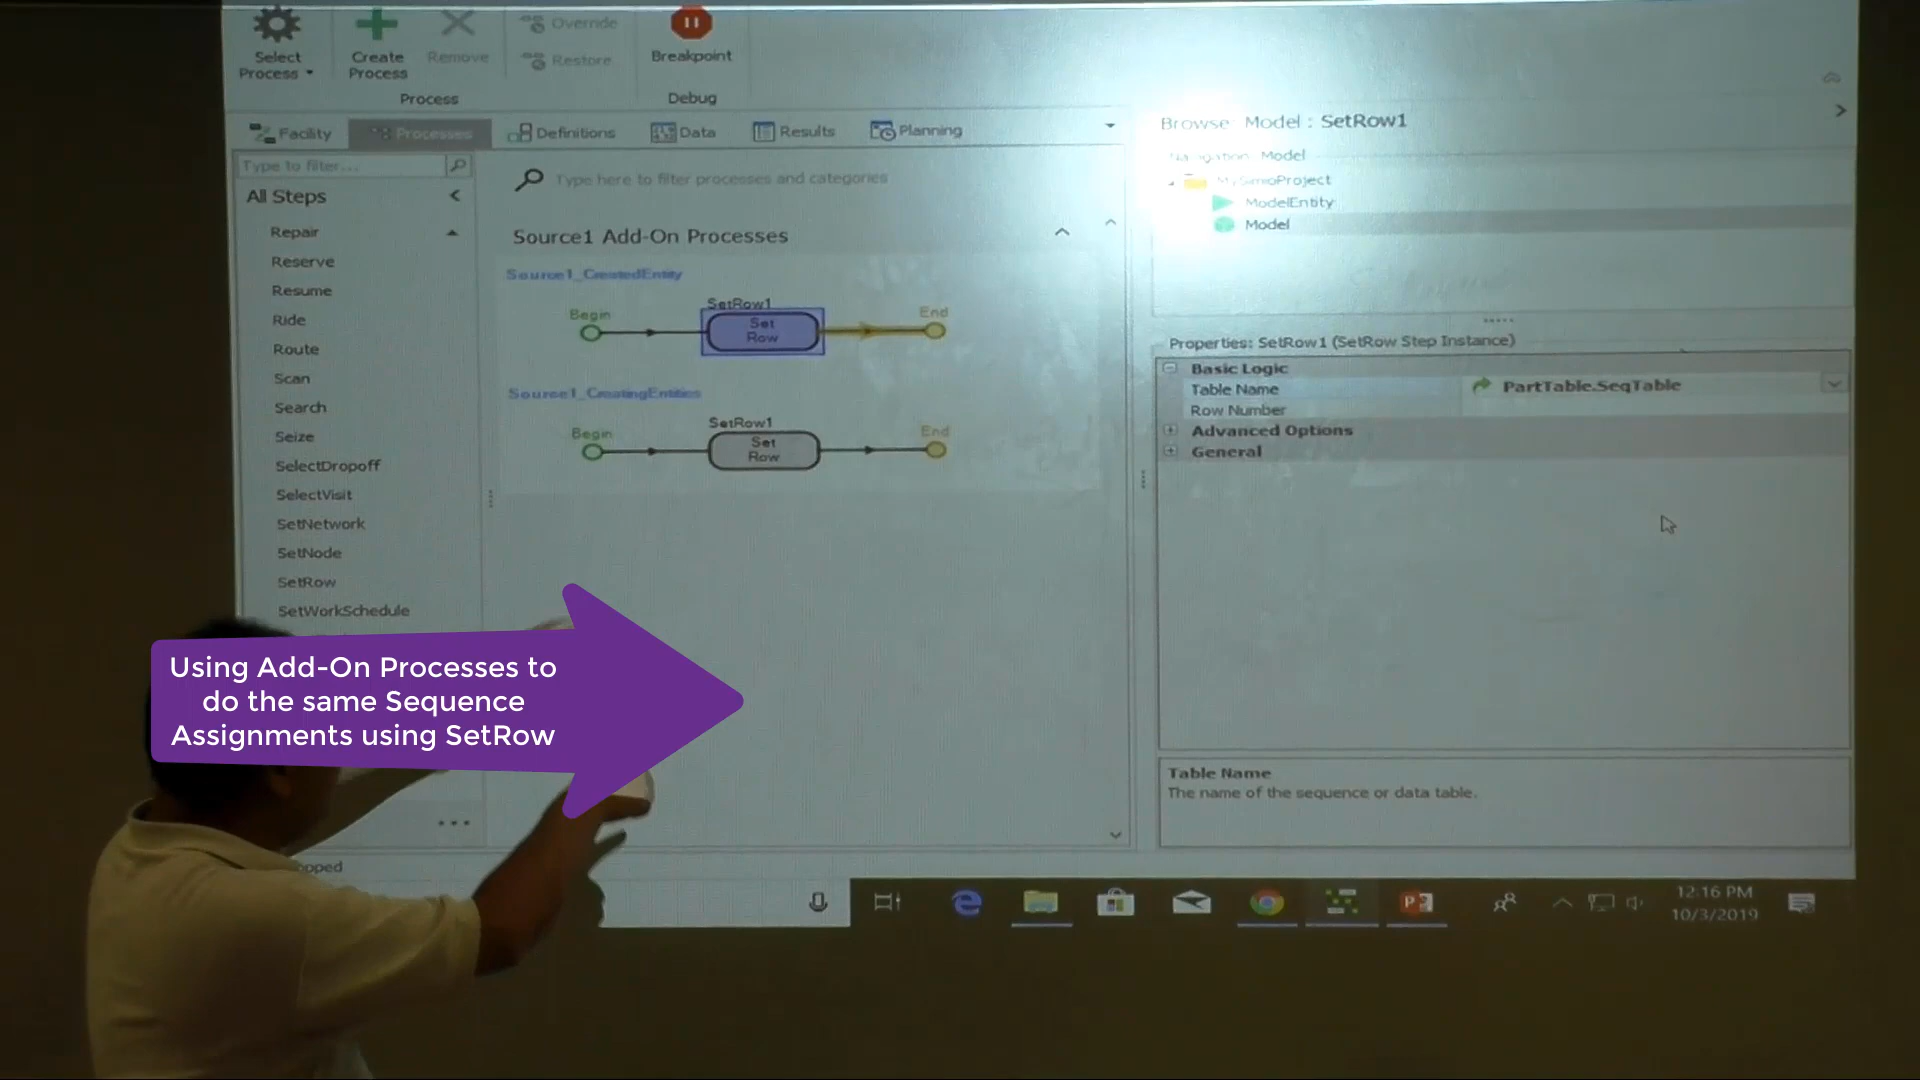 Select
Process
Create
Process
Remove
Override
Restore
Breakpoint
Process
Debug
Facility
Processes
Definitions
Data
Results
Planning
Type to filter...
All Steps
Repair
Reserve
Resume
Ride
Route
Scan
Search
Seize
SelectDropoff
SelectVisit
SetNetwork
SetNode
SetRow
SetWorkSchedule
Type here to filter processes and categories
Source1 Add-On Processes
Source1_CreatedEntity
Begin
SetRow1
Set
Row
End
Source1_CreatingEntities
Begin
SetRow1
Set
Row
End
Browse: Model : SetRow1
Navigation: Model
MySimioProject
ModelEntity
Model
Properties: SetRow1 (SetRow Step Instance)
Basic Logic
Table Name
PartTable.SeqTable
Row Number
Advanced Options
General
Table Name
The name of the sequence or data table.
Using Add-On Processes to
do the same Sequence
Assignments using SetRow
12:16 PM
10/3/2019